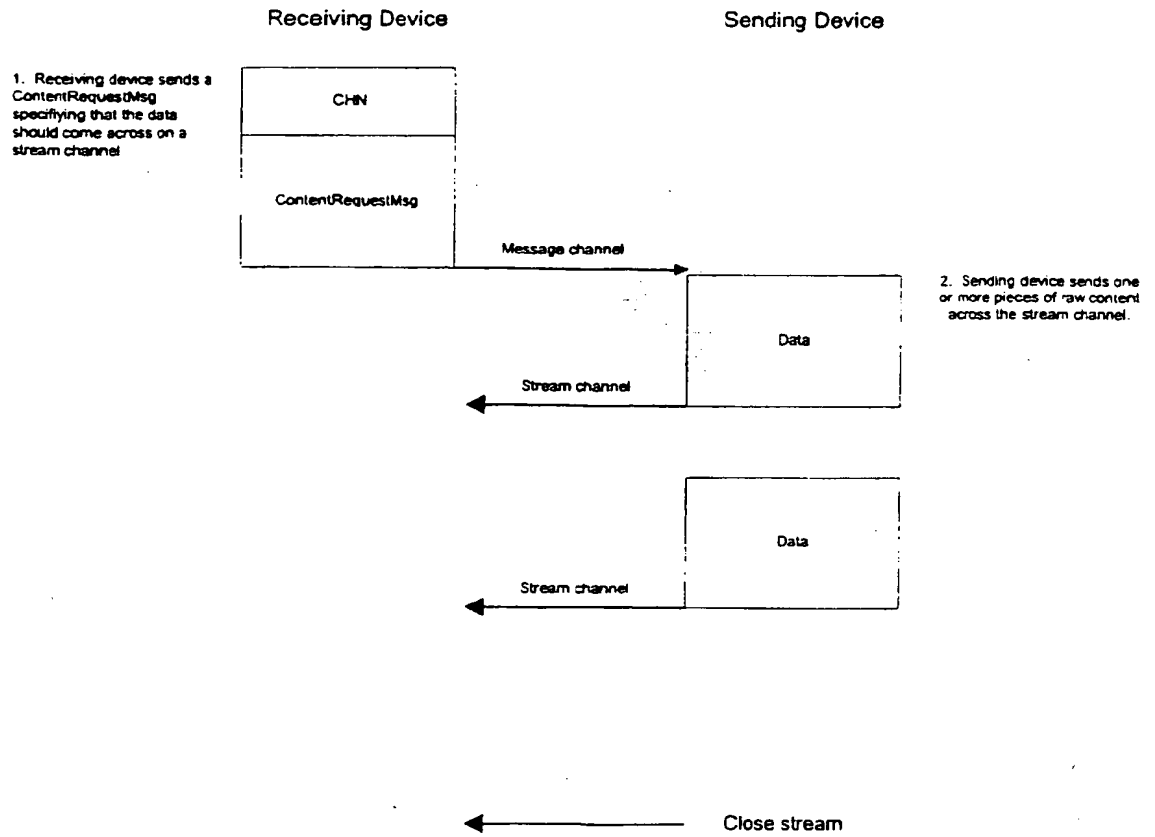 Receiving Device
Sending Device
1. Receiving device sends a
ContentRequestMsg
specifiying that the data
should come across on a
stream channel
CHN
ContentRequestMsg
Message channel
2. Sending device sends one
or more pieces of raw content
across the stream channel.
Data
Stream channel
Data
Stream channel
Close stream